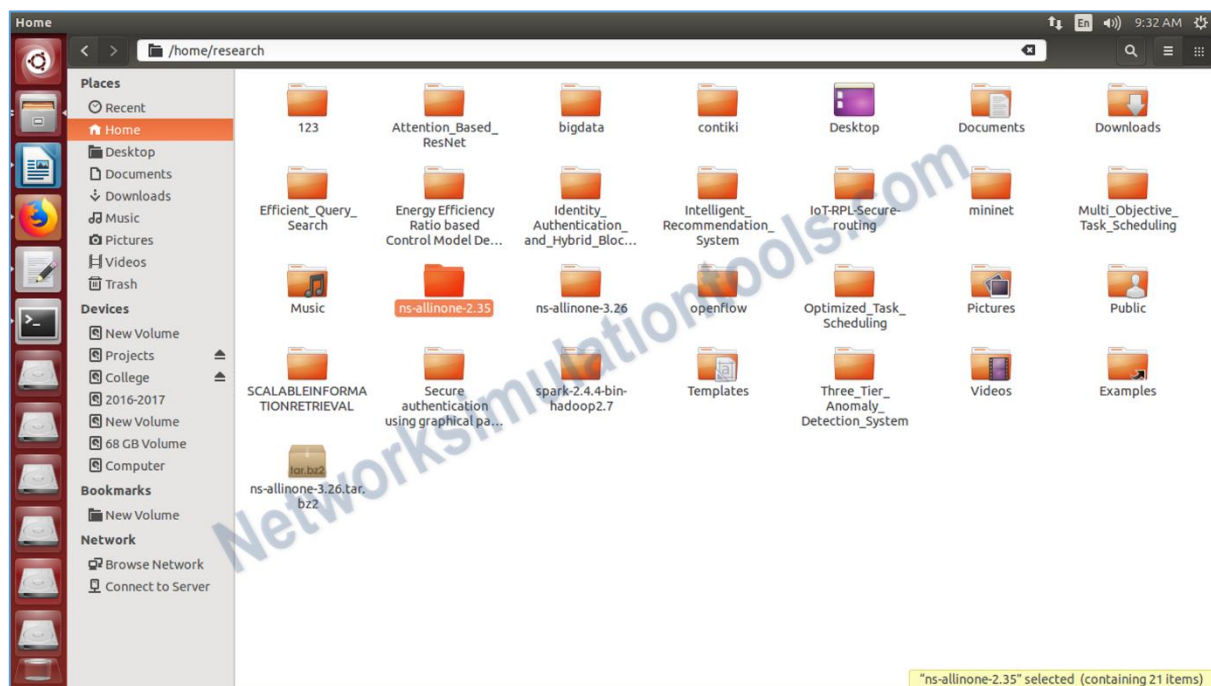 Home
En
9:32 AM
/home/research
Places
Recent
Home
Desktop
Documents
Downloads
Music
Pictures
Videos
Trash
Devices
New Volume
Projects
College
2016-2017
New Volume
68 GB Volume
Computer
Bookmarks
New Volume
Network
Browse Network
Connect to Server
123
Attention_Based_
ResNet
bigdata
contiki
Desktop
Documents
Downloads
Efficient_Query_
Search
Energy Efficiency
Ratio based
Control Model De...
Identity_
Authentication_
and_Hybrid_Bloc...
Intelligent_
Recommendation_
System
IoT-RPL-Secure-
routing
mininet
Multi_Objective_
Task_Scheduling
Music
ns-allinone-2.35
ns-allinone-3.26
openflow
Optimized_Task_
Scheduling
Pictures
Public
SCALABLEINFORMA
TIONRETRIEVAL
Secure
authentication
using graphical pa...
spark-2.4.4-bin-
hadoop2.7
Templates
Three_Tier_
Anomaly_
Detection_System
Videos
Examples
tar.bz2
ns-allinone-3.26.tar.
bz2
Networksimulationtools.com
"ns-allinone-2.35" selected (containing 21 items)